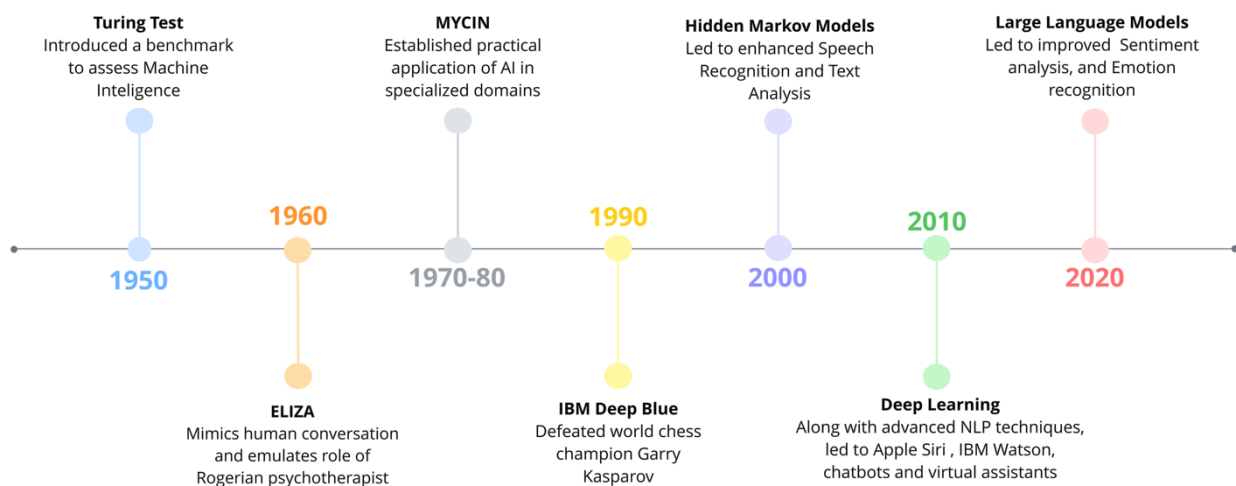 Turing Test
Introduced a benchmark
to assess Machine
Inteligence
MYCIN
Established practical
application of AI in
specialized domains
Hidden Markov Models
Led to enhanced Speech
Recognition and Text
Analysis
Large Language Models
Led to improved Sentiment
analysis, and Emotion
recognition
1950
1960
1970-80
1990
2000
2010
2020
ELIZA
Mimics human conversation
and emulates role of
Rogerian psychotherapist
IBM Deep Blue
Defeated world chess
champion Garry
Kasparov
Deep Learning
Along with advanced NLP techniques,
led to Apple Siri , IBM Watson,
chatbots and virtual assistants